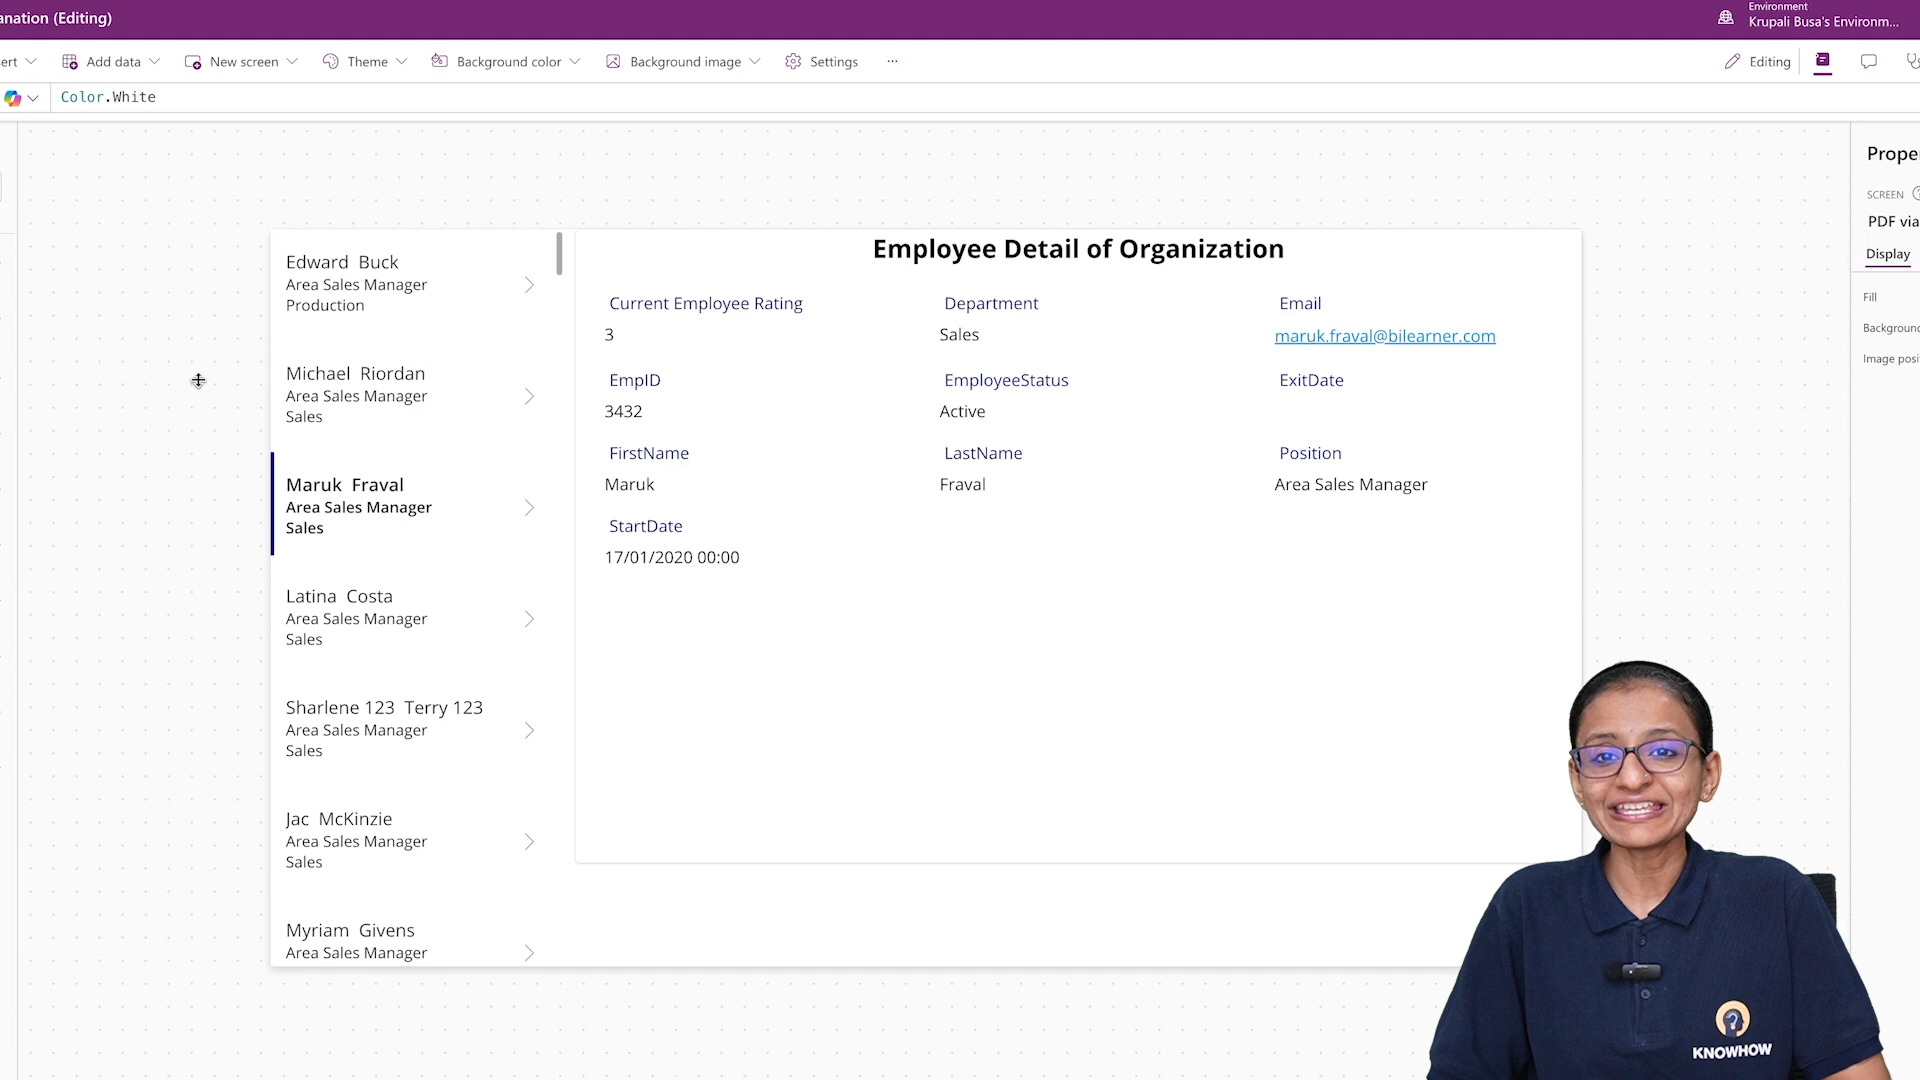 anation (Editing)
Environment
Krupali Busa's Environm...
ert
Add data
New screen
Theme
Background color
Background image
Settings
...
Editing
Color.White
Prope
SCREEN
PDF via
Display
Fill
Background
Image posi
Edward Buck
Area Sales Manager
Production
Michael Riordan
Area Sales Manager
Sales
Maruk Fraval
Area Sales Manager
Sales
Latina Costa
Area Sales Manager
Sales
Sharlene 123 Terry 123
Area Sales Manager
Sales
Jac McKinzie
Area Sales Manager
Sales
Myriam Givens
Area Sales Manager
Employee Detail of Organization
Current Employee Rating
3
Department
Sales
Email
maruk.fraval@bilearner.com
EmpID
3432
EmployeeStatus
Active
ExitDate
FirstName
Maruk
LastName
Fraval
Position
Area Sales Manager
StartDate
17/01/2020 00:00
KNOWHOW